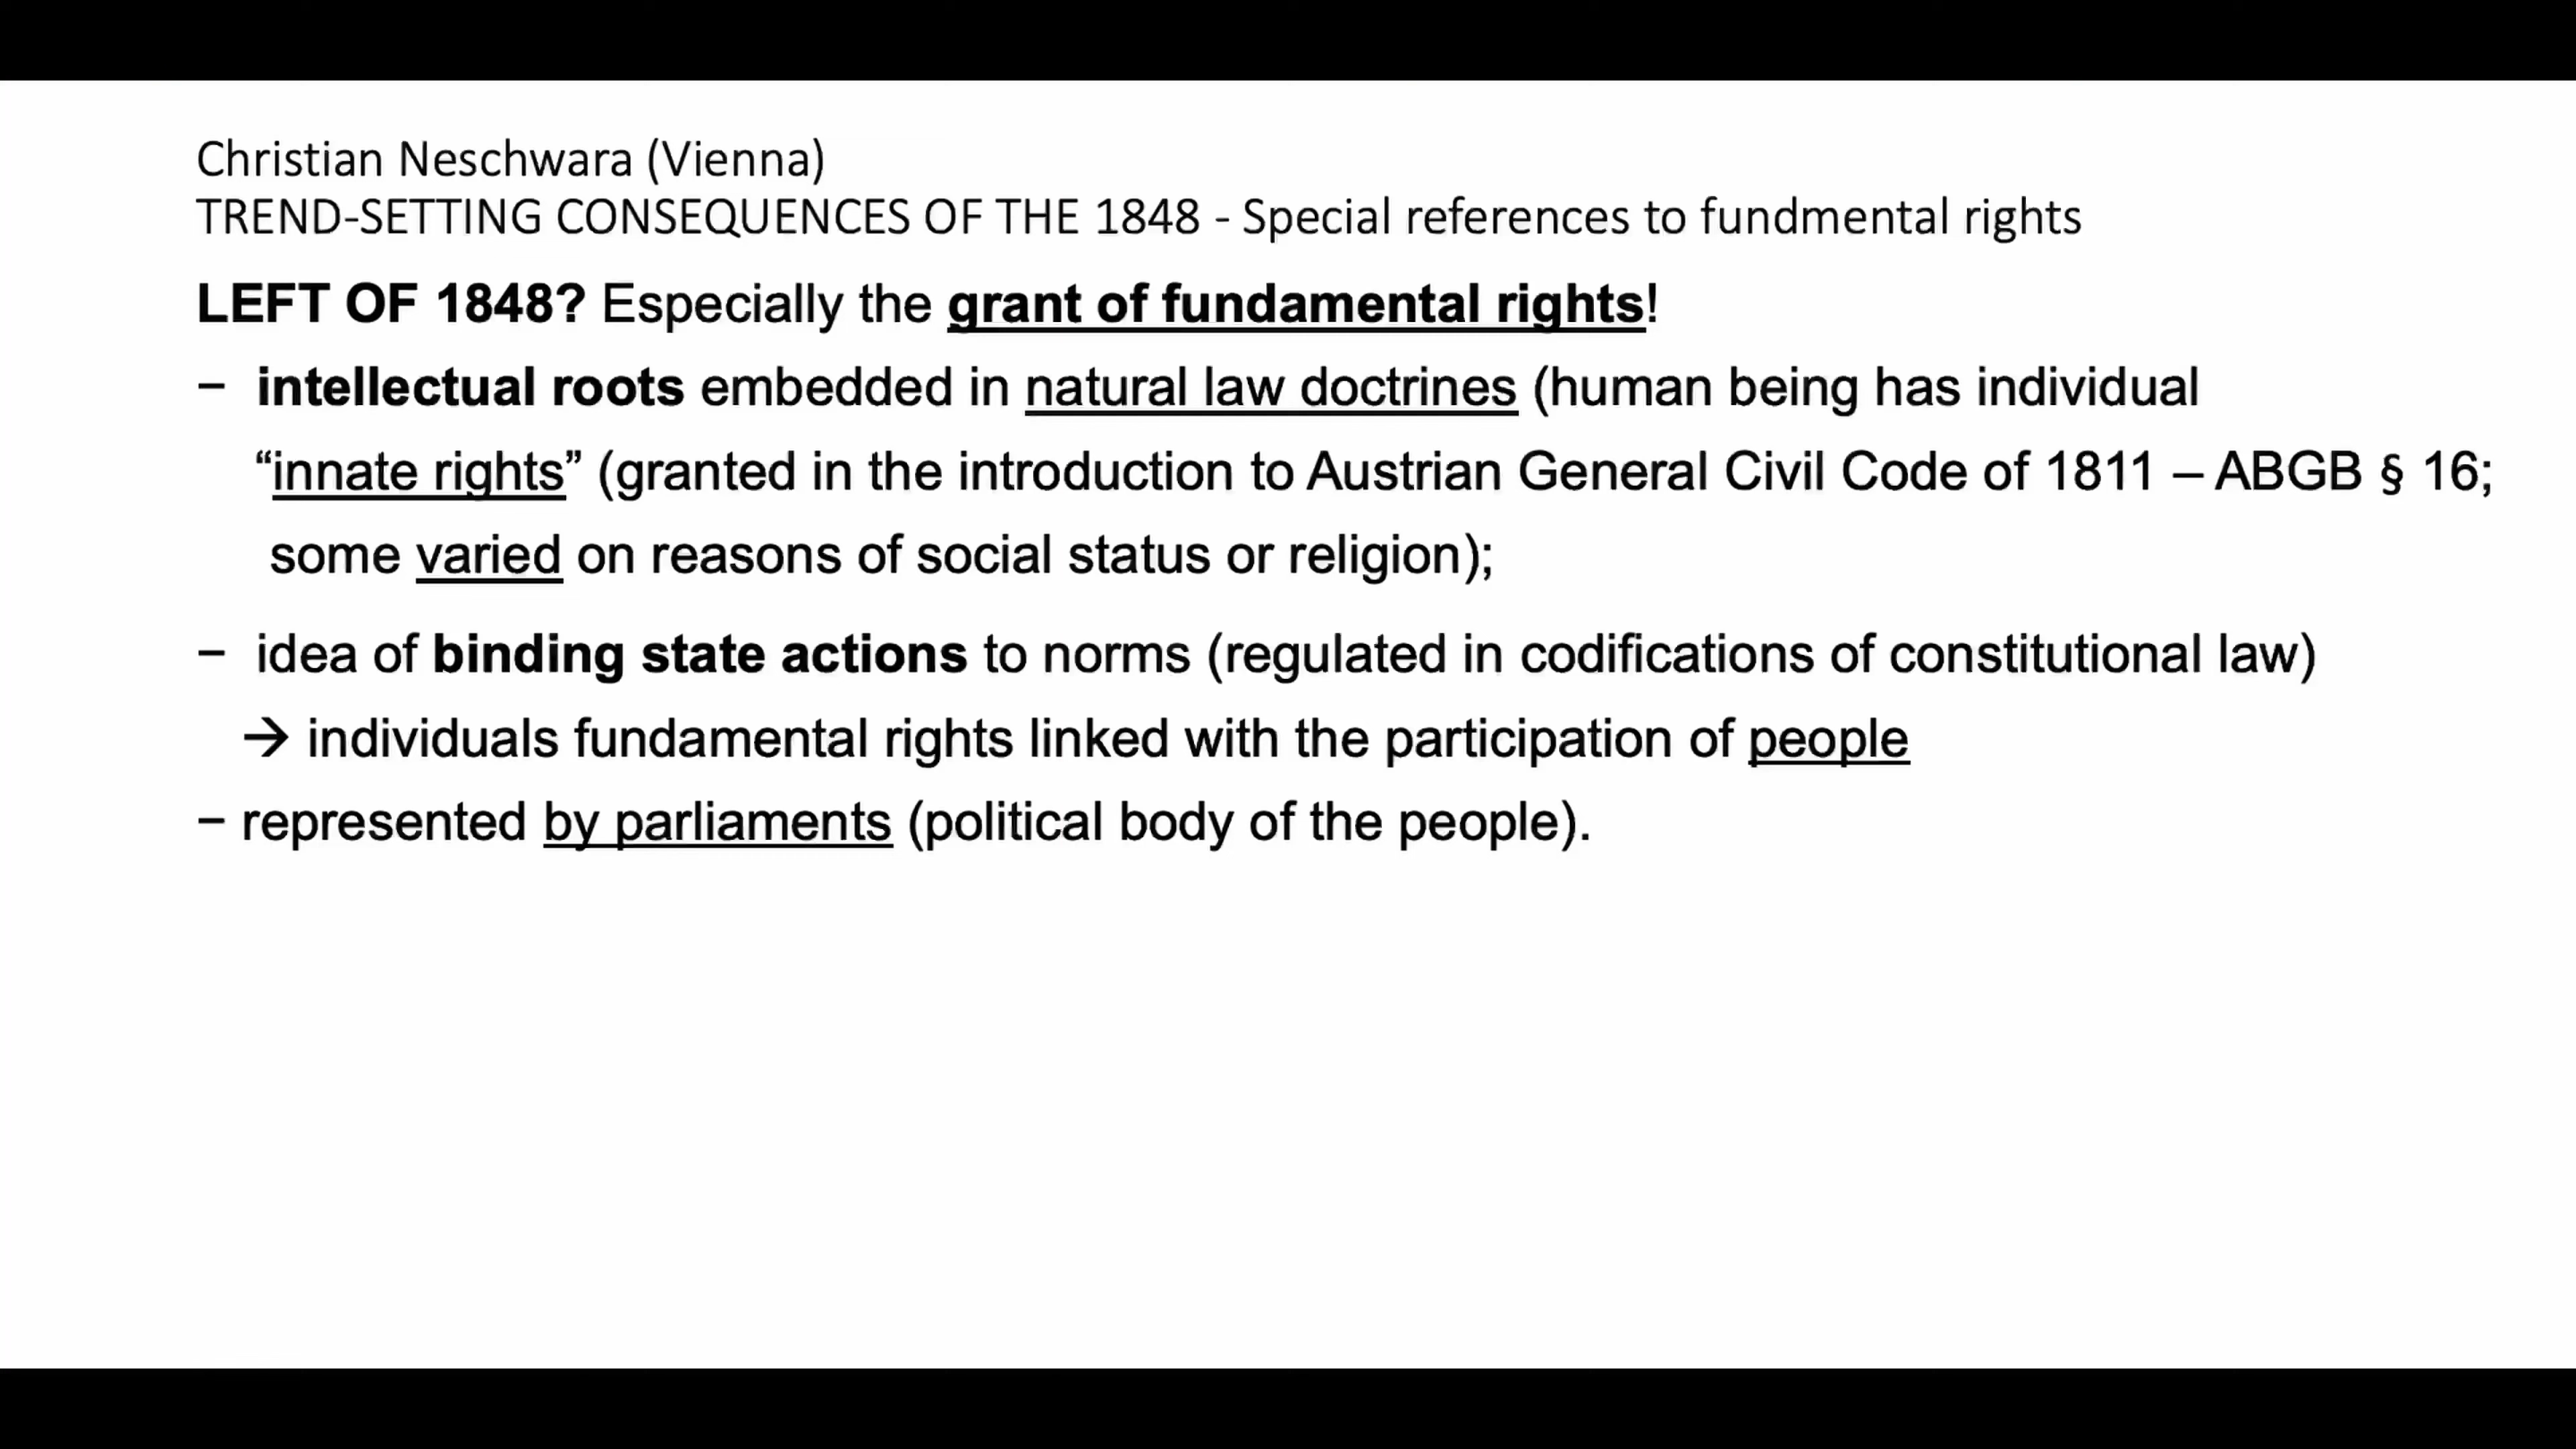 Christian Neschwara (Vienna)
TREND-SETTING CONSEQUENCES OF THE 1848 - Special references to fundmental rights
LEFT OF 1848? Especially the grant of fundamental rights!
− intellectual roots embedded in natural law doctrines (human being has individual
“innate rights” (granted in the introduction to Austrian General Civil Code of 1811 – ABGB § 16;
some varied on reasons of social status or religion);
− idea of binding state actions to norms (regulated in codifications of constitutional law)
→ individuals fundamental rights linked with the participation of people
− represented by parliaments (political body of the people).